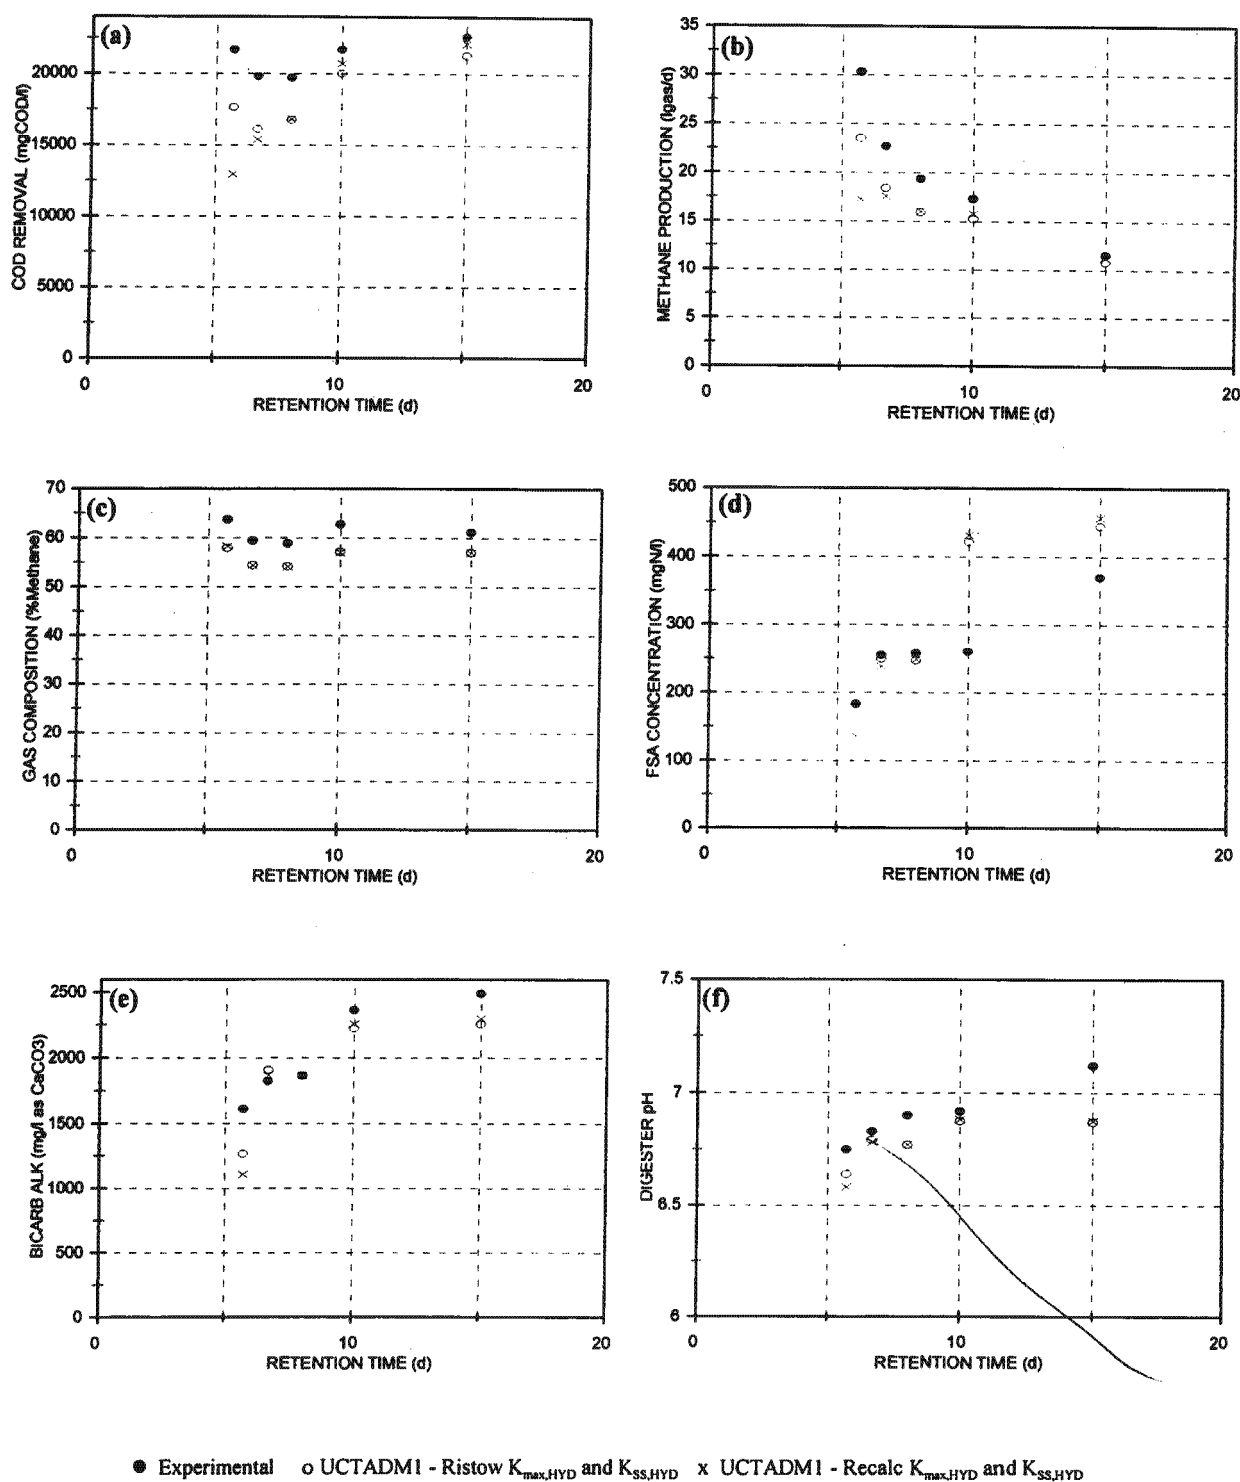 (a)
COD REMOVAL (mgCOD/l)
20000
15000
10000
5000
0
0 10 20
RETENTION TIME (d)
(b)
METHANE PRODUCTION (lgas/d)
35
30
25
20
15
10
5
0
0 10 20
RETENTION TIME (d)
(c)
GAS COMPOSITION (%Methane)
70
60
50
40
30
20
10
0
0 10 20
RETENTION TIME (d)
(d)
FSA CONCENTRATION (mgN/l)
500
400
300
200
100
0
0 10 20
RETENTION TIME (d)
(e)
BICARB ALK (mg/l as CaCO3)
2500
2000
1500
1000
500
0
0 10 20
RETENTION TIME (d)
(f)
DIGESTER pH
7.5
7
6.5
6
0 10 20
RETENTION TIME (d)
● Experimental o UCTADM1 - Ristow Kmax,HYD and KSS,HYD x UCTADM1 - Recalc Kmax,HYD and KSS,HYD